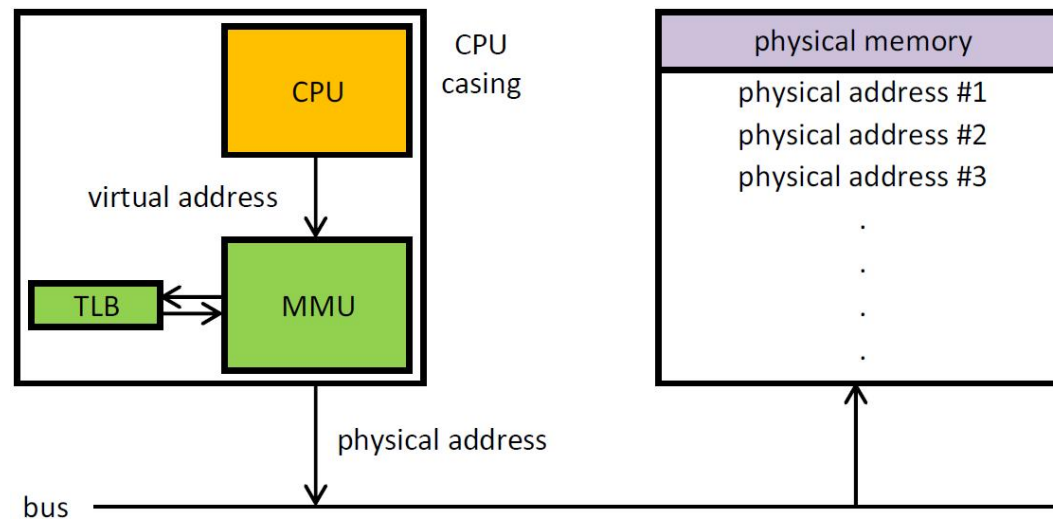 CPU
CPU
casing
virtual address
TLB
MMU
physical address
bus
physical memory
physical address #1
physical address #2
physical address #3
.
.
.
.